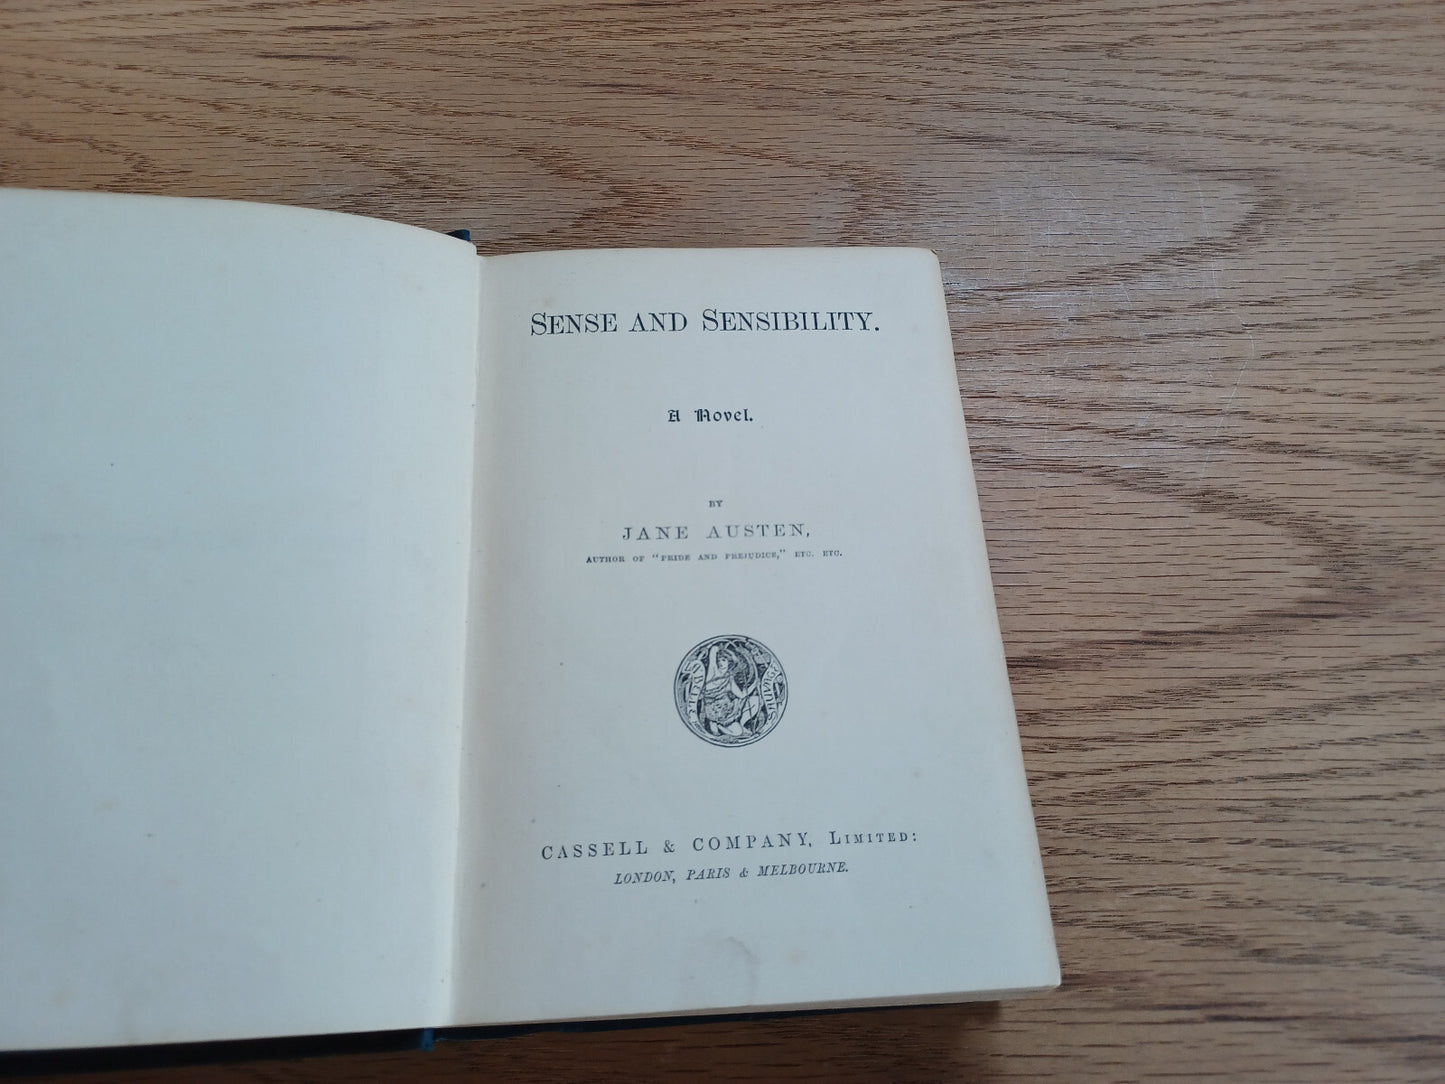 SENSE AND SENSIBILITY.
A Novel.
BY
JANE AUSTEN,
AUTHOR OF "PRIDE AND PREJUDICE," ETC. ETC.
CASSELL & COMPANY, LIMITED:
LONDON, PARIS & MELBOURNE.